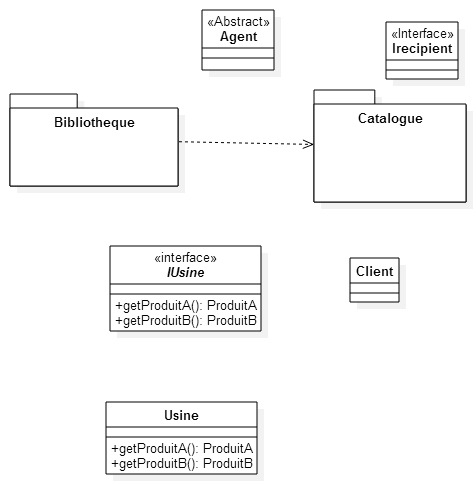 «Abstract»
Agent
«Interface»
Irecipient
Bibliotheque
Catalogue
«interface»
IUsine
+getProduitA(): ProduitA
+getProduitB(): ProduitB
Client
Usine
+getProduitA(): ProduitA
+getProduitB(): ProduitB